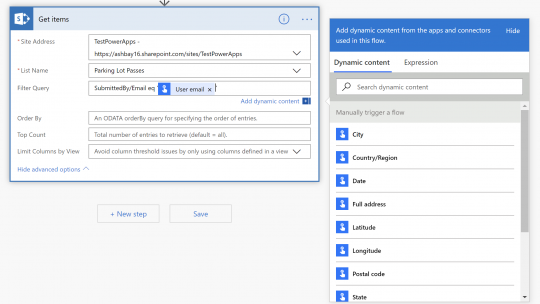 Get items
* Site Address
TestPowerApps -
https://ashbay16.sharepoint.com/sites/TestPowerApps
* List Name
Parking Lot Passes
Filter Query
SubmittedBy/Email eq ' User email × '
Add dynamic content
Order By
An ODATA orderBy query for specifying the order of entries.
Top Count
Total number of entries to retrieve (default = all).
Limit Columns by View
Avoid column threshold issues by only using columns defined in a view
Hide advanced options
+ New step
Save
Add dynamic content from the apps and connectors
used in this flow.
Hide
Dynamic content
Expression
Search dynamic content
Manually trigger a flow
City
Country/Region
Date
Full address
Latitude
Longitude
Postal code
State